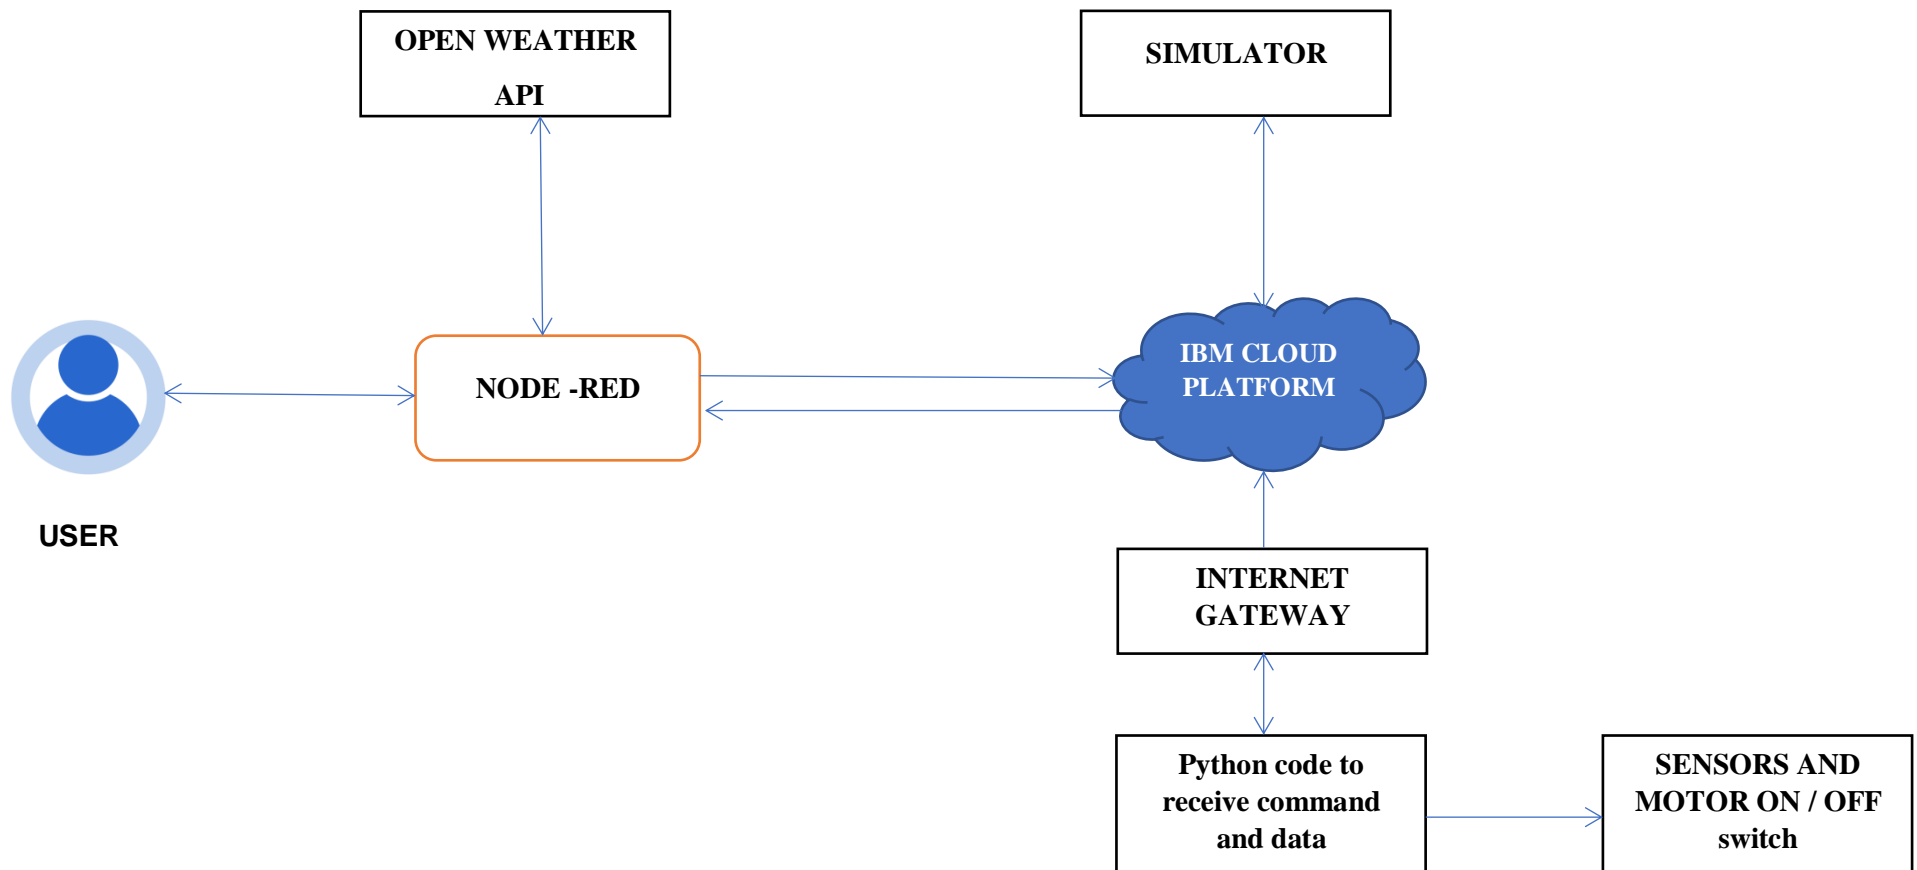 OPEN WEATHER
API
SIMULATOR
NODE -RED
IBM CLOUD
PLATFORM
USER
INTERNET
GATEWAY
Python code to
receive command
and data
SENSORS AND
MOTOR ON / OFF
switch